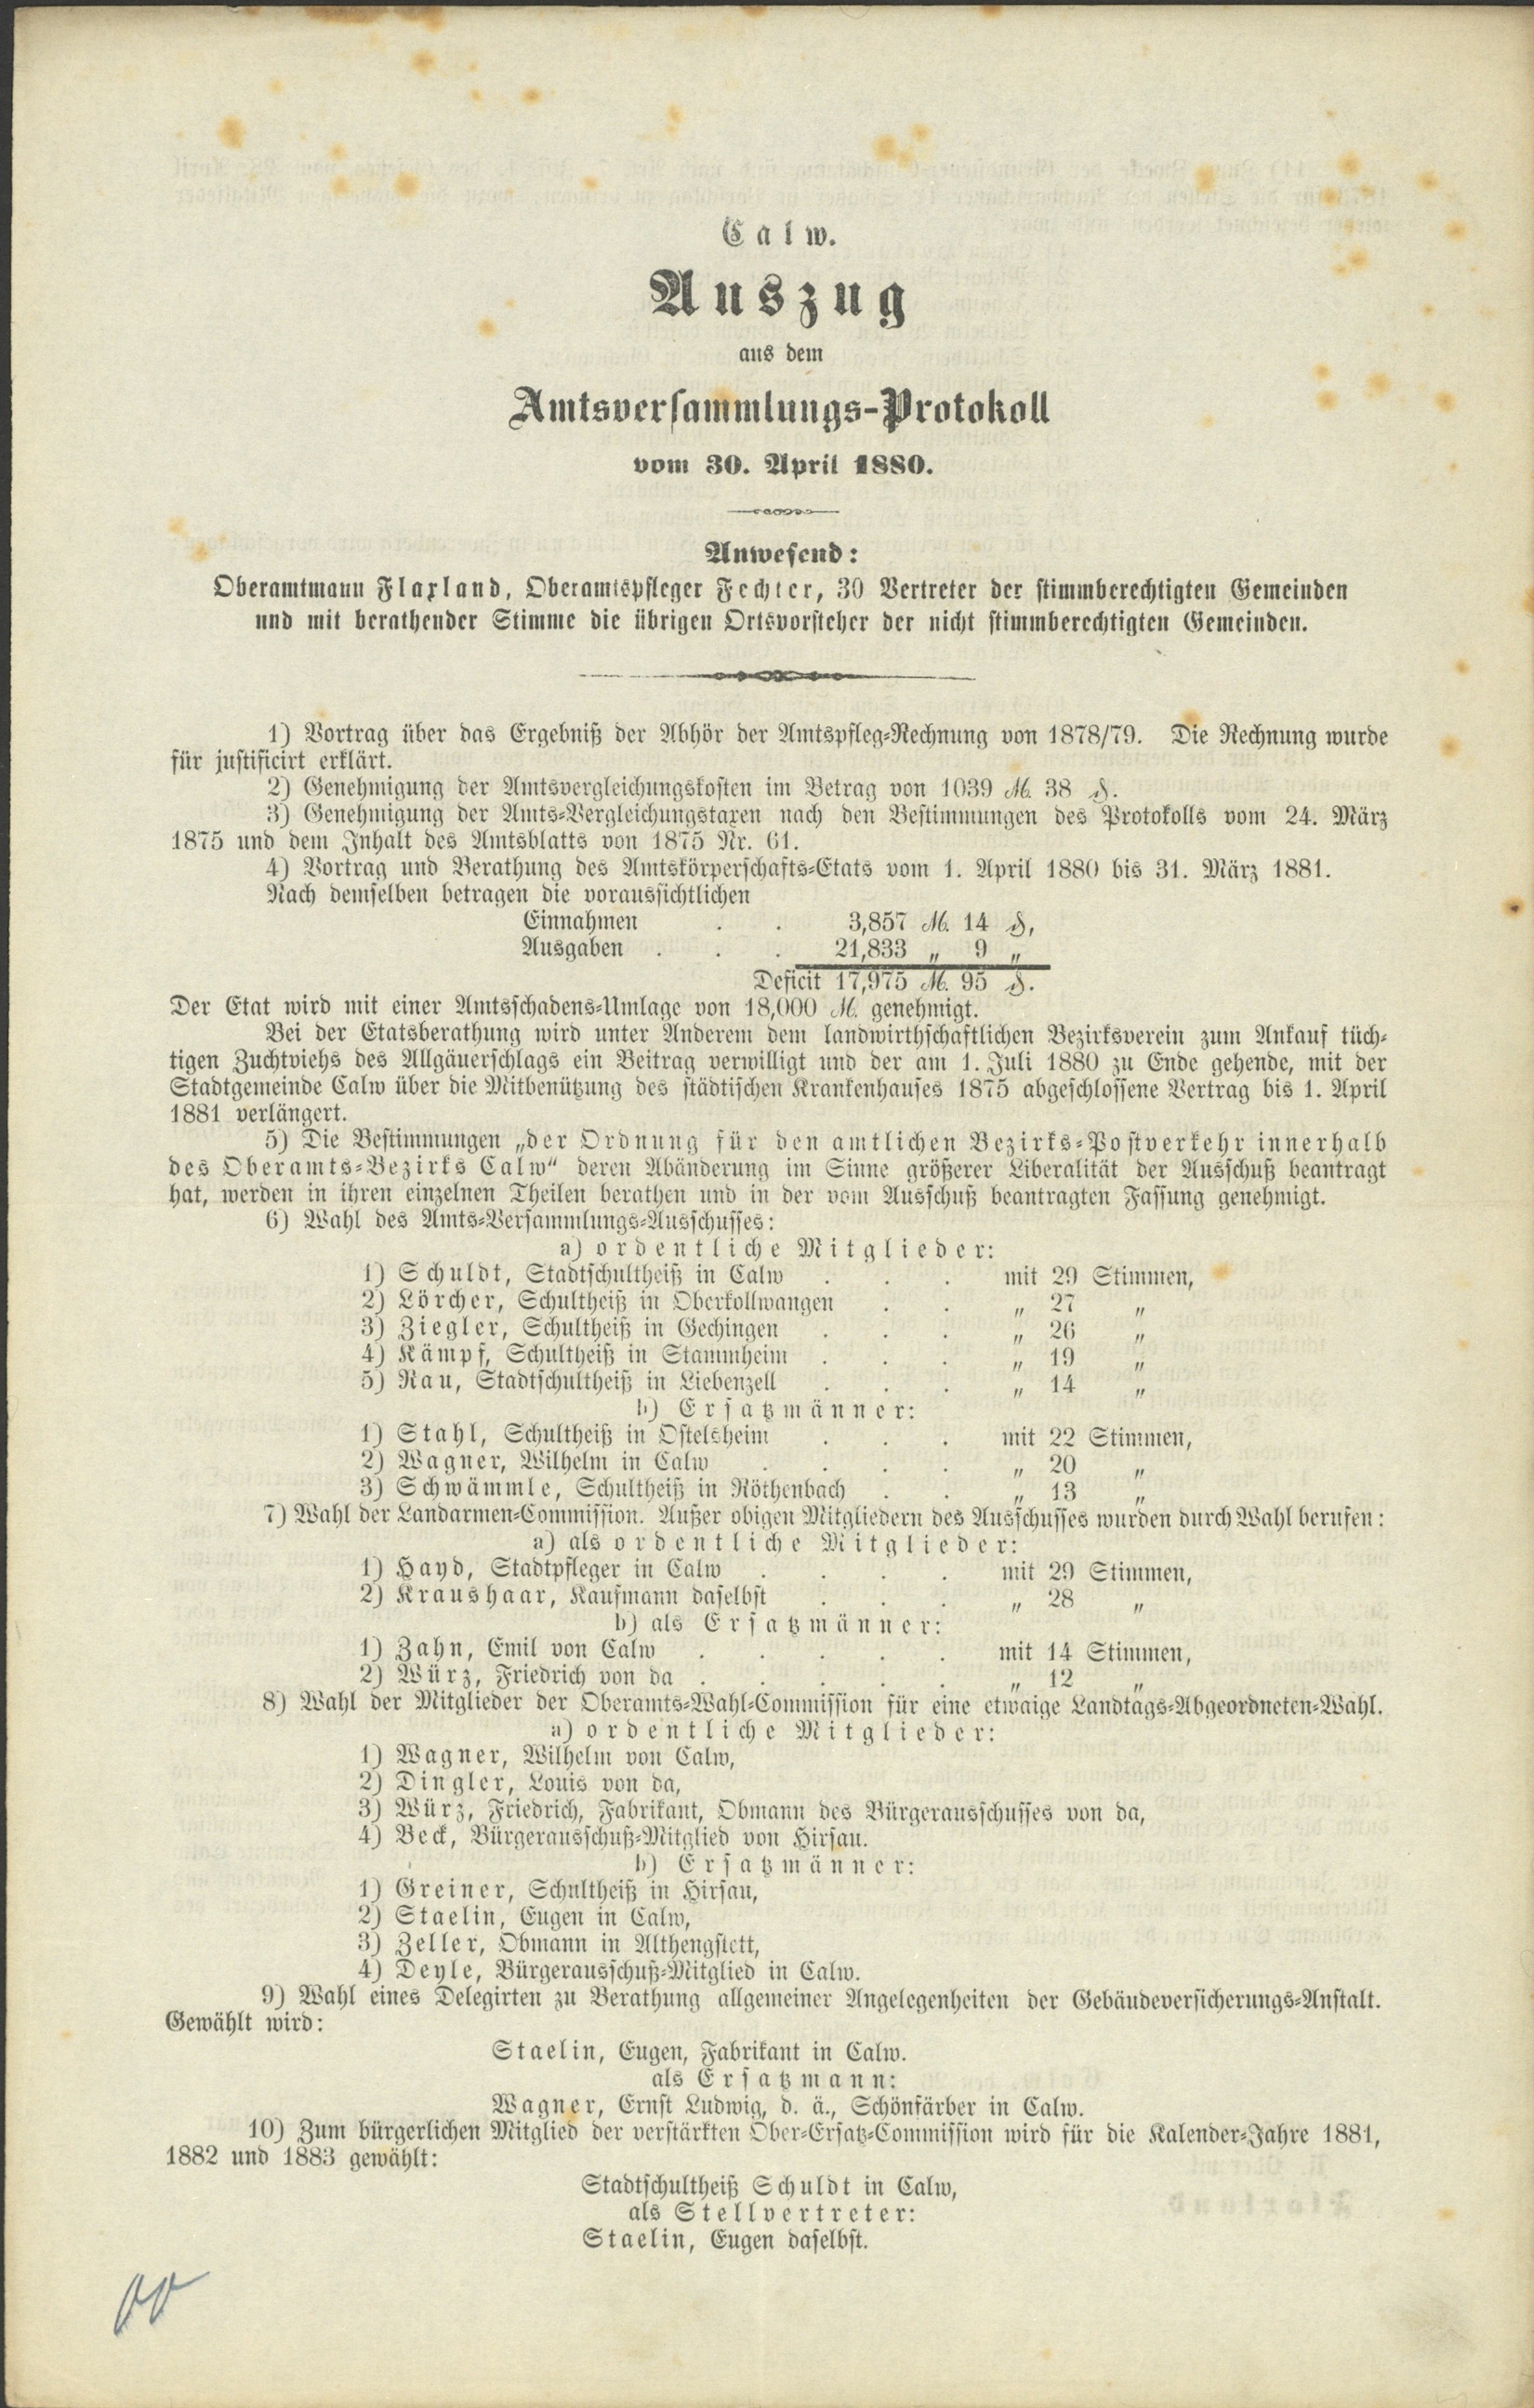 Calw.
Auszug
aus dem
Amtsversammlungs-Protokoll
vom 30. April 1880.
Anwesend:
Oberamtmann Flaxland, Oberamtspfleger Fechter, 30 Vertreter der stimmberechtigten Gemeinden
und mit berathender Stimme die übrigen Ortsvorsteher der nicht stimmberechtigten Gemeinden.
1) Vortrag über das Ergebniß der Abhör der Amtspfleg-Rechnung von 1878/79. Die Rechnung wurde
für justificirt erklärt.
2) Genehmigung der Amtsvergleichungskosten im Betrag von 1039 ℳ 38 ₰.
3) Genehmigung der Amts-Vergleichungstaxen nach den Bestimmungen des Protokolls vom 24. März
1875 und dem Inhalt des Amtsblatts von 1875 Nr. 61.
4) Vortrag und Berathung des Amtskörperschafts-Etats vom 1. April 1880 bis 31. März 1881.
Nach demselben betragen die voraussichtlichen
Einnahmen . . 3,857 ℳ 14 ₰,
Ausgaben . . . 21,833 „ 9 „
Deficit 17,975 ℳ 95 ₰.
Der Etat wird mit einer Amtsschadens-Umlage von 18,000 ℳ genehmigt.
Bei der Etatsberathung wird unter Anderem dem landwirthschaftlichen Bezirksverein zum Ankauf tüch-
tigen Zuchtviehs des Allgäuerschlags ein Beitrag verwilligt und der am 1. Juli 1880 zu Ende gehende, mit der
Stadtgemeinde Calw über die Mitbenützung des städtischen Krankenhauses 1875 abgeschlossene Vertrag bis 1. April
1881 verlängert.
5) Die Bestimmungen „der Ordnung für den amtlichen Bezirks-Postverkehr innerhalb
des Oberamts-Bezirks Calw“ deren Abänderung im Sinne größerer Liberalität der Ausschuß beantragt
hat, werden in ihren einzelnen Theilen berathen und in der vom Ausschuß beantragten Fassung genehmigt.
6) Wahl des Amts-Versammlungs-Ausschusses:
a) ordentliche Mitglieder:
1) Schuldt, Stadtschultheiß in Calw . . . mit 29 Stimmen,
2) Lörcher, Schultheiß in Oberkollwangen . . „ 27 „
3) Ziegler, Schultheiß in Gechingen . . . „ 26 „
4) Kämpf, Schultheiß in Stammheim . . . „ 19 „
5) Rau, Stadtschultheiß in Liebenzell . . . „ 14 „
b) Ersatzmänner:
1) Stahl, Schultheiß in Ostelsheim . . . mit 22 Stimmen,
2) Wagner, Wilhelm in Calw . . . . „ 20 „
3) Schwämmle, Schultheiß in Röthenbach . . „ 13 „
7) Wahl der Landarmen-Commission. Außer obigen Mitgliedern des Ausschusses wurden durch Wahl berufen:
a) als ordentliche Mitglieder:
1) Hayd, Stadtpfleger in Calw . . . . mit 29 Stimmen,
2) Kraushaar, Kaufmann daselbst . . . „ 28 „
b) als Ersatzmänner:
1) Zahn, Emil von Calw . . . . . mit 14 Stimmen,
2) Würz, Friedrich von da . . . . . „ 12 „
8) Wahl der Mitglieder der Oberamts-Wahl-Commission für eine etwaige Landtags-Abgeordneten-Wahl.
a) ordentliche Mitglieder:
1) Wagner, Wilhelm von Calw,
2) Dingler, Louis von da,
3) Würz, Friedrich, Fabrikant, Obmann des Bürgerausschusses von da,
4) Beck, Bürgerausschuß-Mitglied von Hirsau.
b) Ersatzmänner:
1) Greiner, Schultheiß in Hirsau,
2) Staelin, Eugen in Calw,
3) Zeller, Obmann in Althengstett,
4) Deyle, Bürgerausschuß-Mitglied in Calw.
9) Wahl eines Delegirten zu Berathung allgemeiner Angelegenheiten der Gebäudeversicherungs-Anstalt.
Gewählt wird:
Staelin, Eugen, Fabrikant in Calw.
als Ersatzmann:
Wagner, Ernst Ludwig, d. ä., Schönfärber in Calw.
10) Zum bürgerlichen Mitglied der verstärkten Ober-Ersatz-Commission wird für die Kalender-Jahre 1881,
1882 und 1883 gewählt:
Stadtschultheiß Schuldt in Calw,
als Stellvertreter:
Staelin, Eugen daselbst.